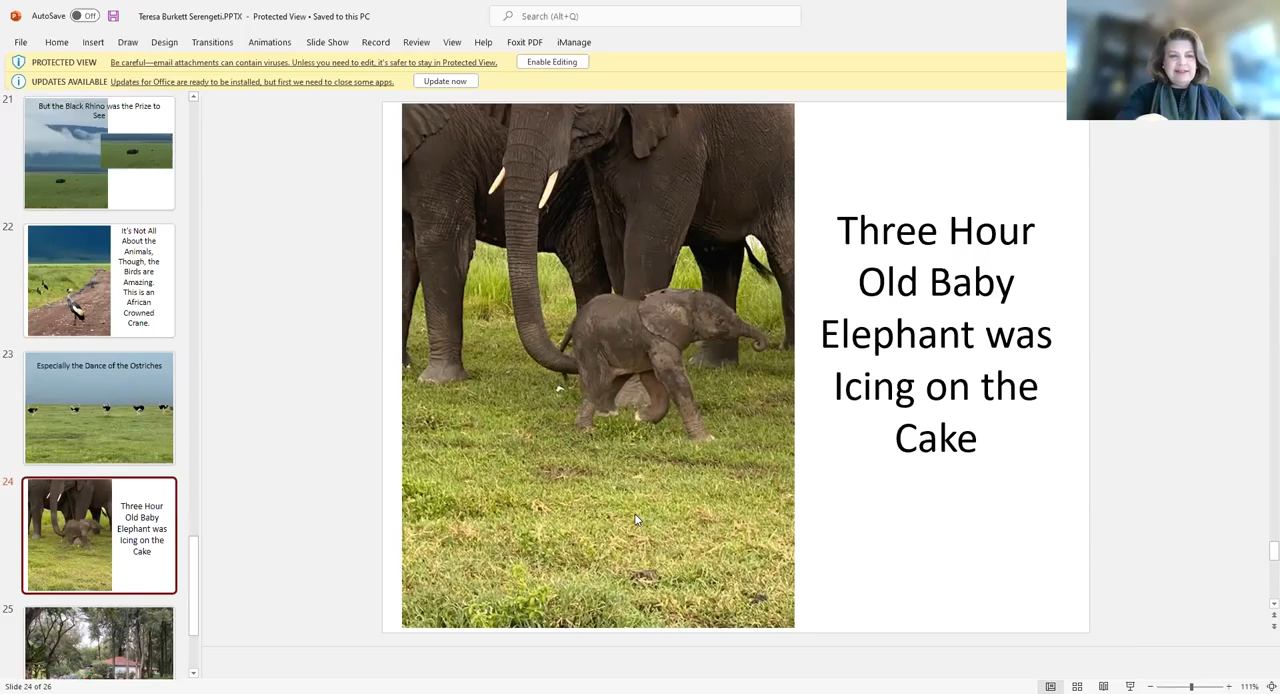 AutoSave Off Teresa Burkett Serengeti.PPTX - Protected View • Saved to this PC Search (Alt+Q)
File Home Insert Draw Design Transitions Animations Slide Show Record Review View Help Foxit PDF iManage
PROTECTED VIEW Be careful—email attachments can contain viruses. Unless you need to edit, it's safer to stay in Protected View. Enable Editing
UPDATES AVAILABLE Updates for Office are ready to be installed, but first we need to close some apps. Update now
21
But the Black Rhino was the Prize to
See
22
It's Not All
About the
Animals,
Though, the
Birds are
Amazing.
This is an
African
Crowned
Crane.
23
Especially the Dance of the Ostriches
24
Three Hour
Old Baby
Elephant was
Icing on the
Cake
25
Three Hour
Old Baby
Elephant was
Icing on the
Cake
Slide 24 of 26
111%